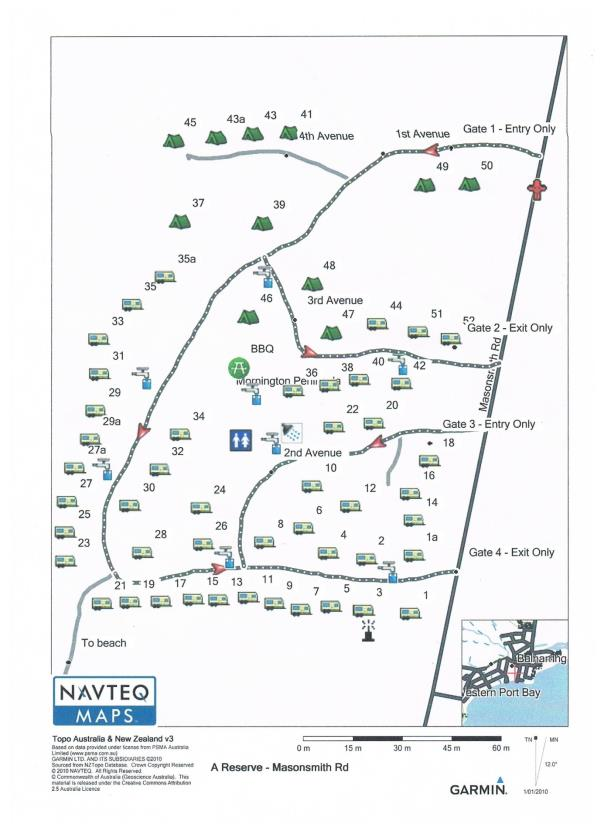 45
43a
43
41
4th Avenue
1st Avenue
Gate 1 - Entry Only
49
50
37
39
35a
48
35
3rd Avenue
46
44
33
47
51
52
Gate 2 - Exit Only
BBQ
31
40
42
Mornington Peninsula
36
38
Masonsmith Rd
29
29a
34
22
20
Gate 3 - Entry Only
27a
18
2nd Avenue
32
16
27
10
30
12
25
24
14
6
23
26
8
4
1a
28
2
Gate 4 - Exit Only
21
19
17
15
13
11
9
7
5
3
1
To beach
Balnarring
estern Port Bay
NAVTEQ
MAPS
Topo Australia & New Zealand v3
Based on data provided under license from PSMA Australia
Limited (www.psma.com.au)
GARMIN LTD. AND ITS SUBSIDIARIES ©2010
Sourced from NZTopo Database. Crown Copyright Reserved
© 2010 NAVTEQ. All Rights Reserved.
© Commonwealth of Australia (Geoscience Australia). This
material is released under the Creative Commons Attribution
2.5 Australia Licence
0 m 15 m 30 m 45 m 60 m
A Reserve - Masonsmith Rd
GARMIN.
TN MN
12.0°
1/01/2010